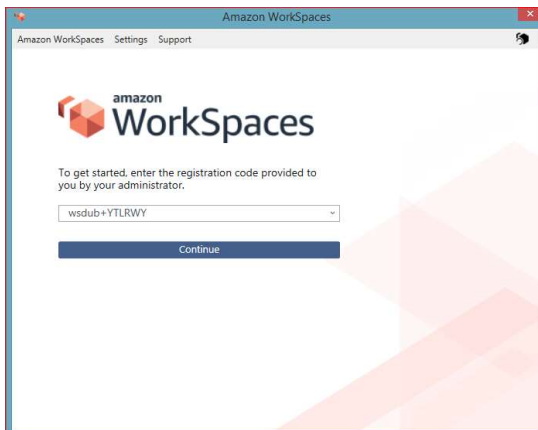 Amazon WorkSpaces
Amazon WorkSpaces Settings Support
amazon
WorkSpaces
To get started, enter the registration code provided to
you by your administrator.
wsdub+YTLRWY
Continue